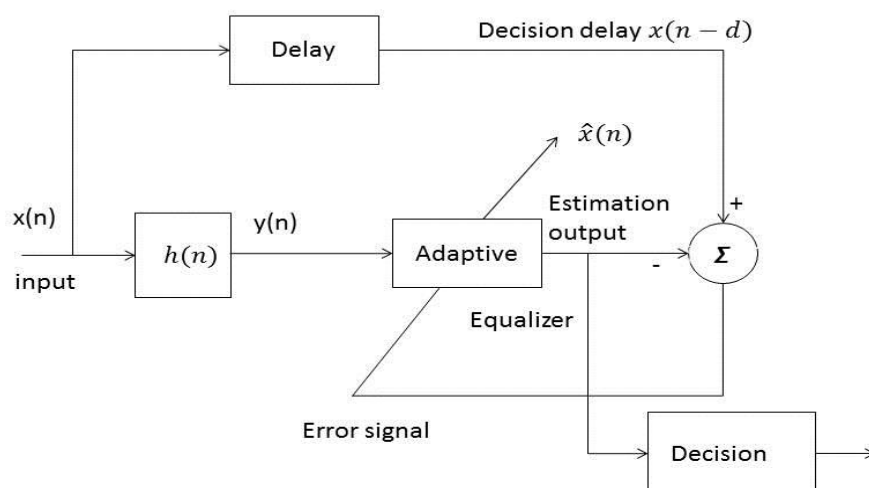 Delay
Decision delay x(n − d)
x̂(n)
x(n)
input
h(n)
y(n)
Adaptive
Estimation
output
+
-
Σ
Equalizer
Error signal
Decision